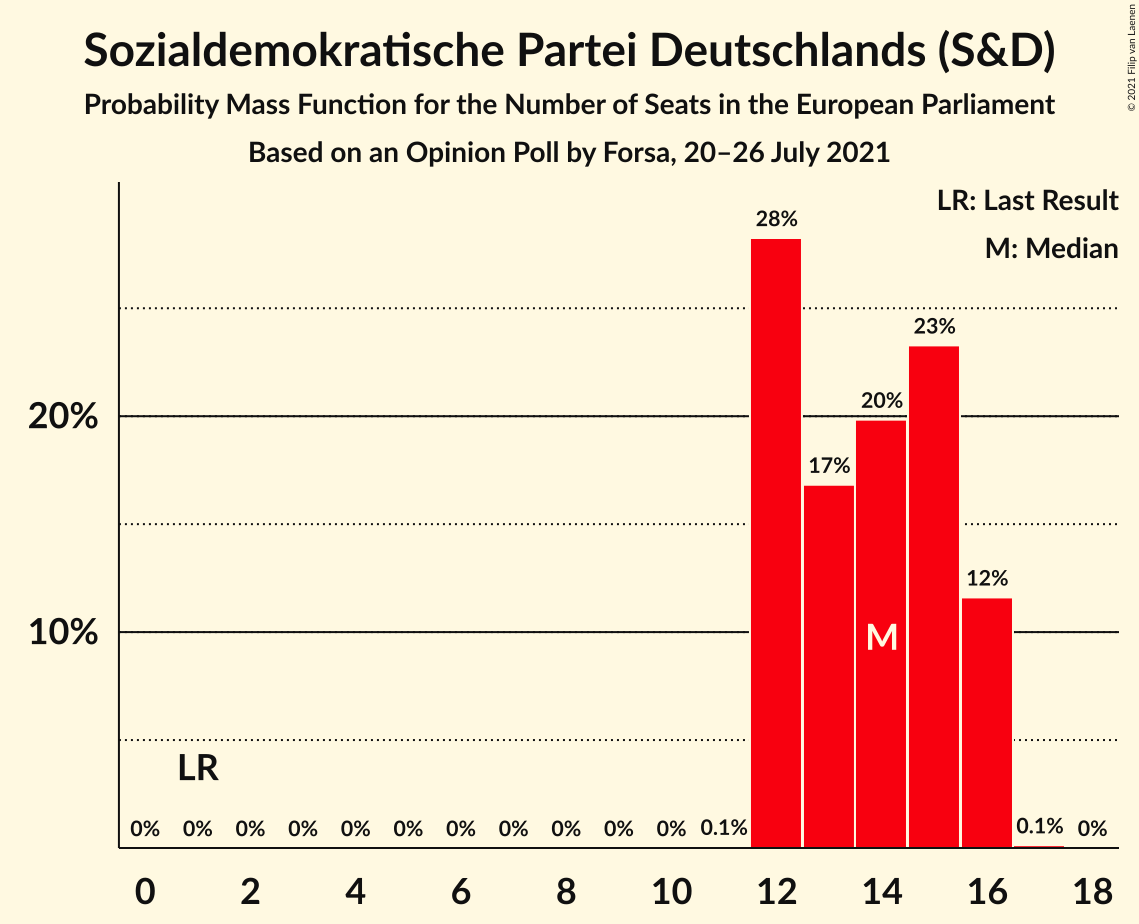 Sozialdemokratische Partei Deutschlands (S&D)
Probability Mass Function for the Number of Seats in the European Parliament
Based on an Opinion Poll by Forsa, 20–26 July 2021
© 2021 Filip van Laenen
LR: Last Result
M: Median
28%
23%
20%
20%
17%
12%
10%
M
LR
0% 0% 0% 0% 0% 0% 0% 0% 0% 0% 0% 0.1% 0.1% 0%
0 2 4 6 8 10 12 14 16 18